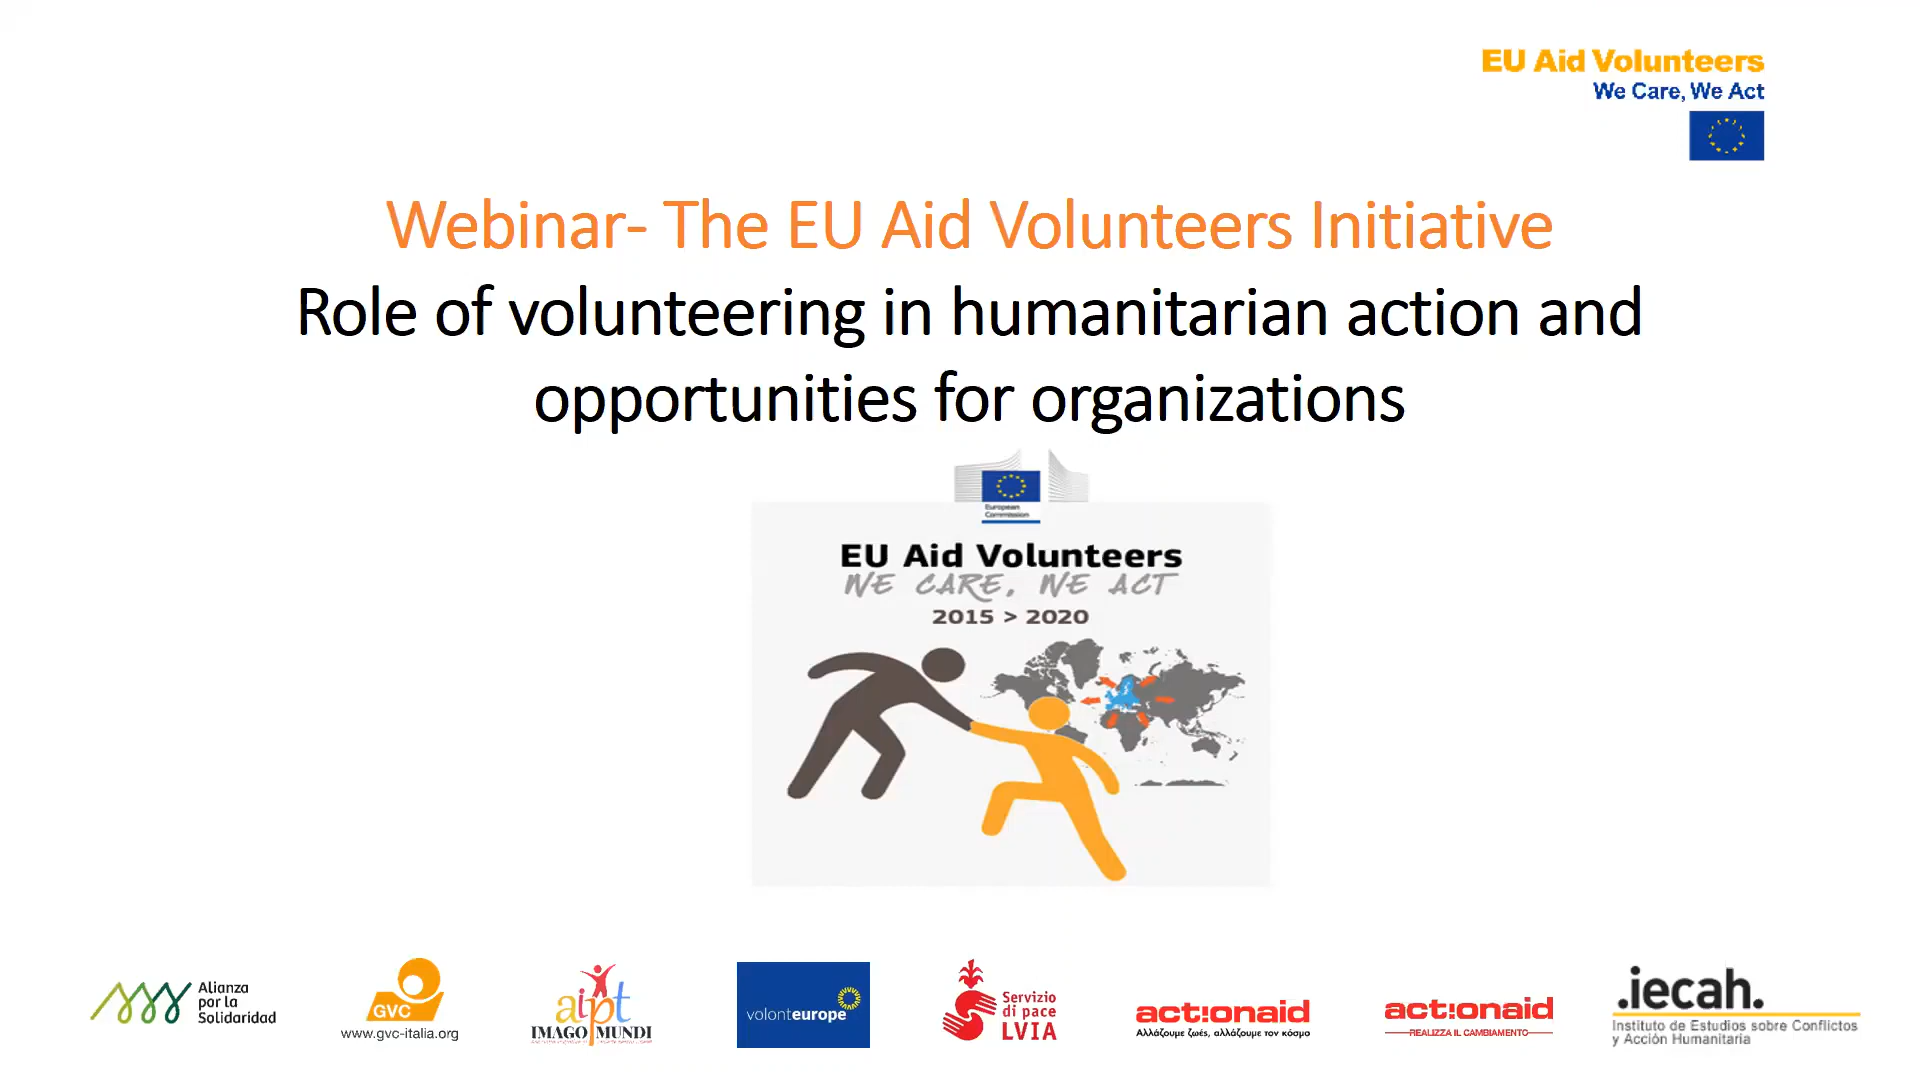 EU Aid Volunteers
We Care, We Act
Webinar- The EU Aid Volunteers Initiative
Role of volunteering in humanitarian action and
opportunities for organizations
European
Commission
EU Aid Volunteers
WE CARE, WE ACT
2015 > 2020
Alianza
por la
Solidaridad
GVC
www.gvc-italia.org
aipt
IMAGO MUNDI
volonteurope
Servizio
di pace
LVIA
act:onaid
Αλλάζουμε ζωές, αλλάζουμε τον κόσμο
act:onaid
REALIZZA IL CAMBIAMENTO
.iecah.
Instituto de Estudios sobre Conflictos
y Acción Humanitaria